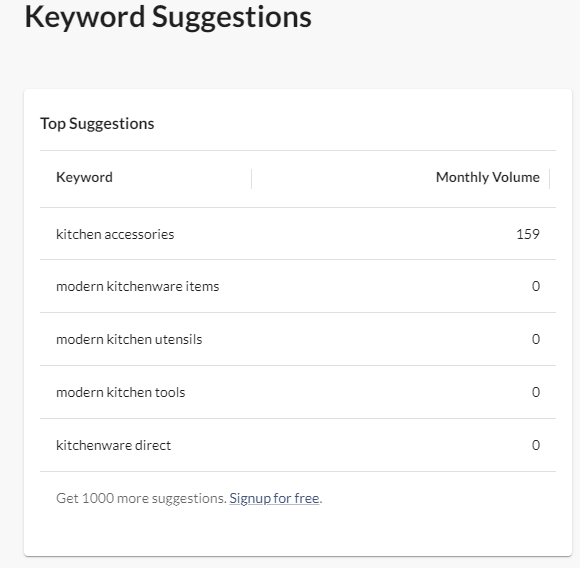 Keyword Suggestions
Top Suggestions
Keyword Monthly Volume
kitchen accessories 159
modern kitchenware items 0
modern kitchen utensils 0
modern kitchen tools 0
kitchenware direct 0
Get 1000 more suggestions. Signup for free.